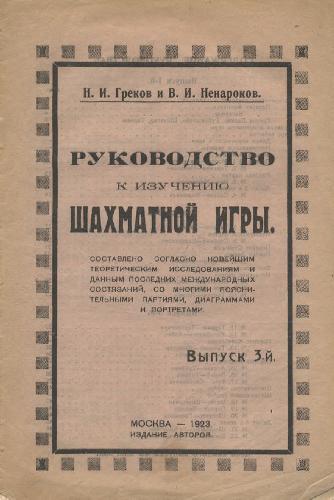 Н. И. Греков и В. И. Ненароков.
РУКОВОДСТВО
К ИЗУЧЕНИЮ
ШАХМАТНОЙ ИГРЫ.
СОСТАВЛЕНО СОГЛАСНО НОВЕЙШИМ
ТЕОРЕТИЧЕСКИМ ИССЛЕДОВАНИЯМ И
ДАННЫМ ПОСЛЕДНИХ МЕЖДУНАРОДНЫХ
СОСТЯЗАНИЙ, СО МНОГИМИ ПОЯСНИ-
ТЕЛЬНЫМИ ПАРТИЯМИ, ДИАГРАММАМИ
И ПОРТРЕТАМИ.
Выпуск 3-й.
МОСКВА — 1923.
ИЗДАНИЕ АВТОРОВ.